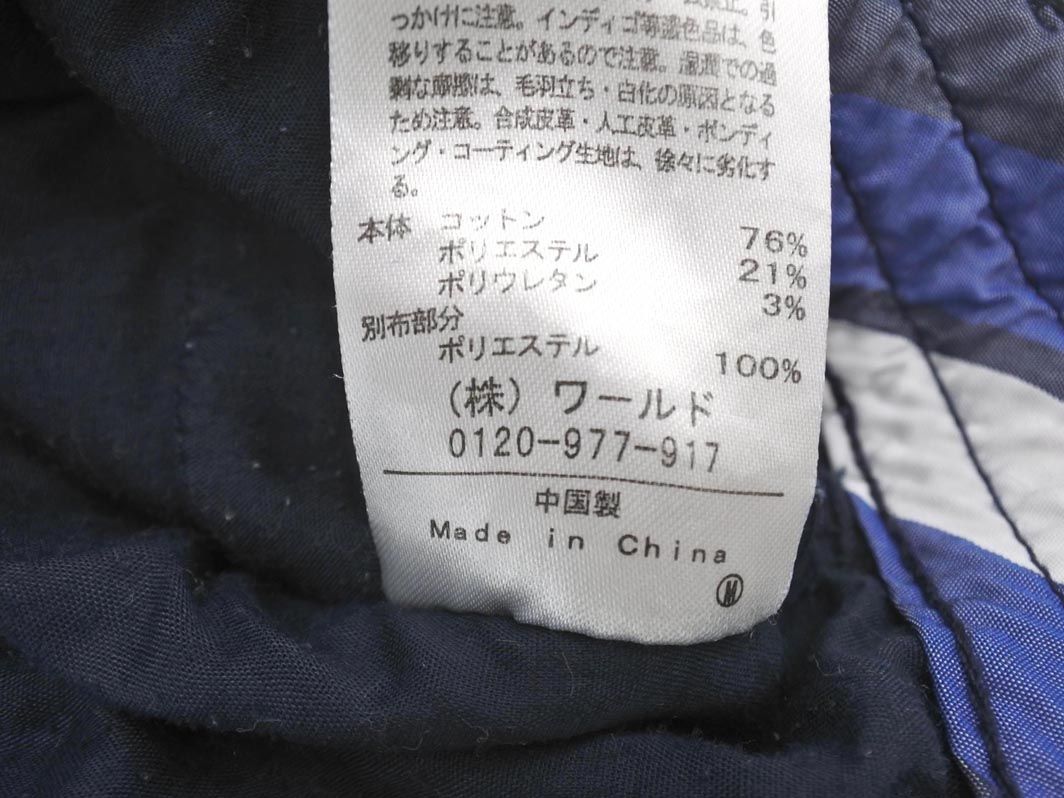 禁止。引
っかけに注意。インディゴ等濃色品は、色
移りすることがあるので注意。湿潤での過
剰な摩擦は、毛羽立ち・白化の原因となる
ため注意。合成皮革・人工皮革・ボンディ
ング・コーティング生地は、徐々に劣化す
る。
本体 コットン 76%
ポリエステル 21%
ポリウレタン 3%
別布部分
ポリエステル 100%
(株)ワールド
0120-977-917
中国製
Made in China
M